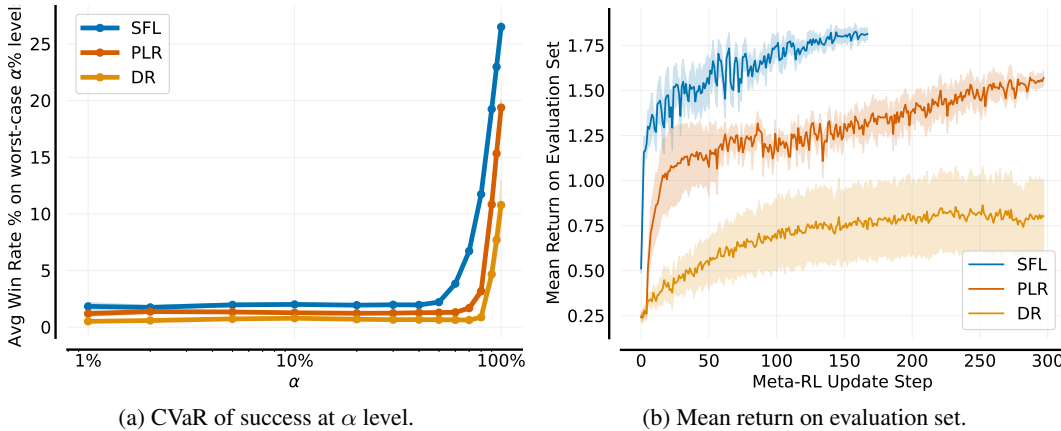 Avg Win Rate % on worst-case α% level
25
20
15
10
5
0
SFL
PLR
DR
1%
10%
100%
α
(a) CVaR of success at α level.
Mean Return on Evaluation Set
1.75
1.50
1.25
1.00
0.75
0.50
0.25
SFL
PLR
DR
0
50
100
150
200
250
300
Meta-RL Update Step
(b) Mean return on evaluation set.